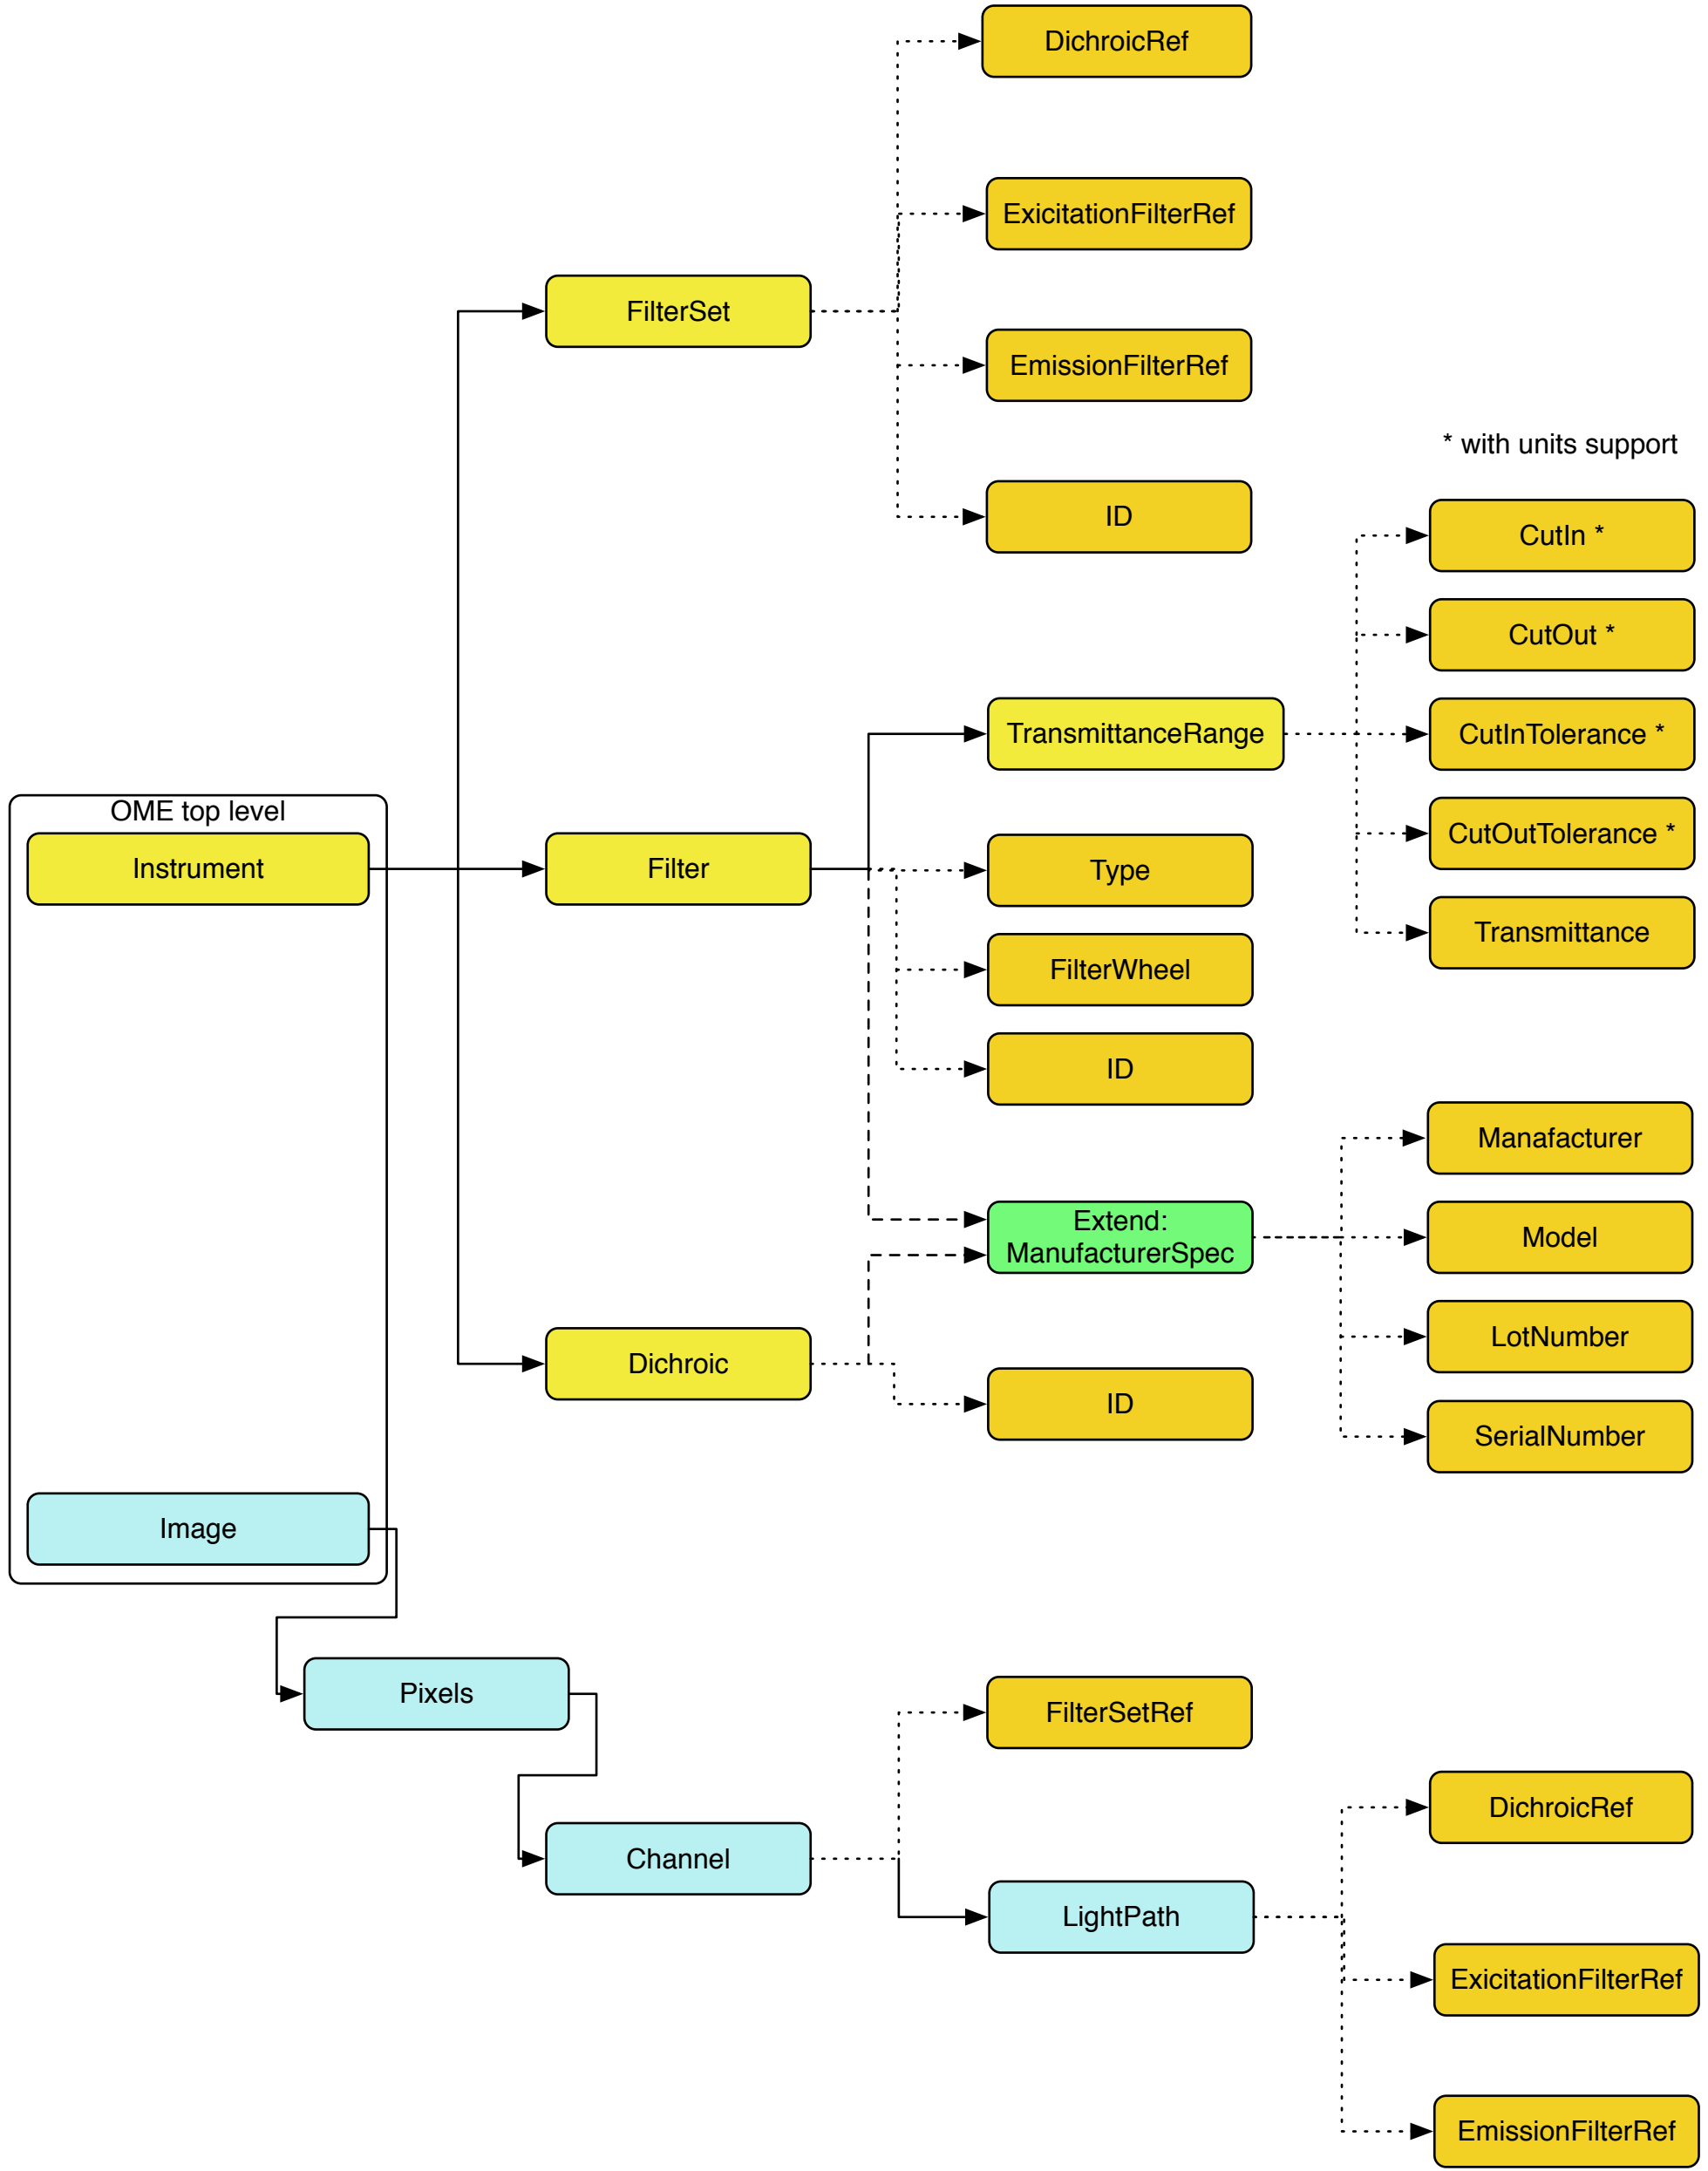 DichroicRef
ExicitationFilterRef
FilterSet
EmissionFilterRef
* with units support
ID
CutIn *
CutOut *
TransmittanceRange
CutInTolerance *
OME top level
CutOutTolerance *
Instrument
Filter
Type
Transmittance
FilterWheel
ID
Manafacturer
Extend:
ManufacturerSpec
Model
LotNumber
Dichroic
ID
SerialNumber
Image
Pixels
FilterSetRef
DichroicRef
Channel
LightPath
ExicitationFilterRef
EmissionFilterRef